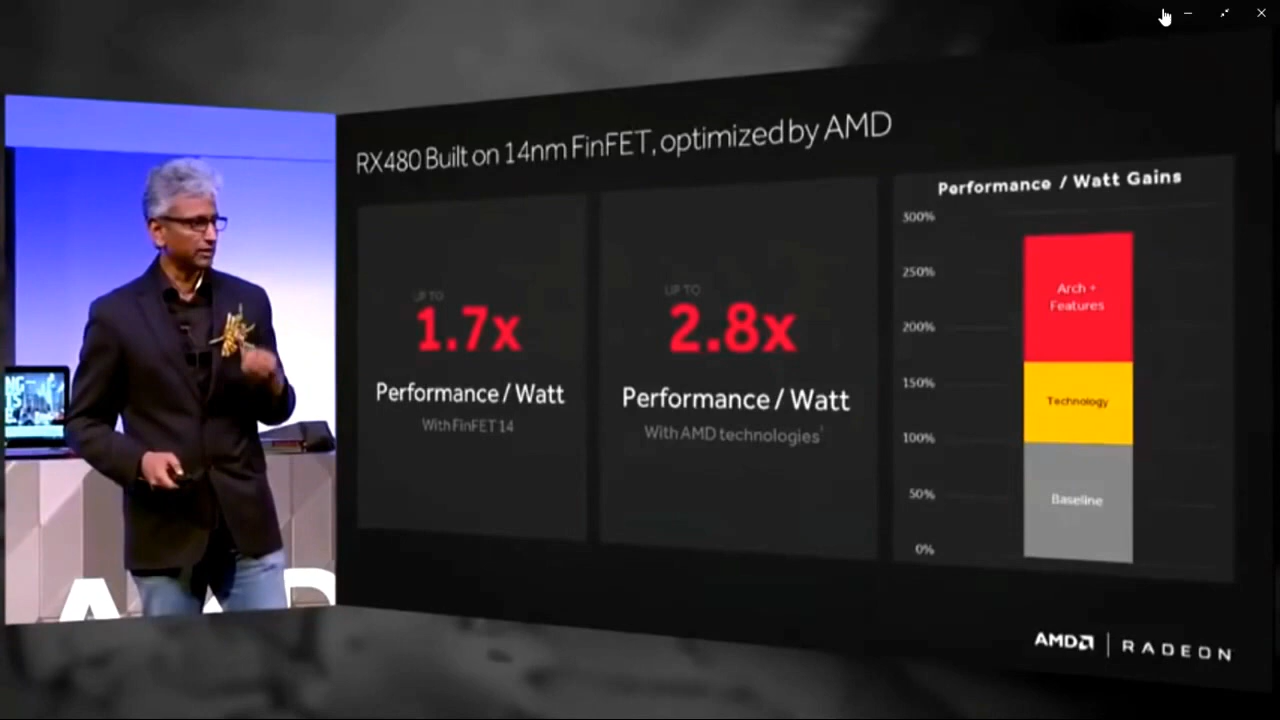 RX480 Built on 14nm FinFET, optimized by AMD
UP TO
1.7x
Performance / Watt
With FinFET 14
UP TO
2.8x
Performance / Watt
With AMD technologies¹
Performance / Watt Gains
300%
250%
200%
150%
100%
50%
0%
Arch +
Features
Technology
Baseline
AMD
RADEON